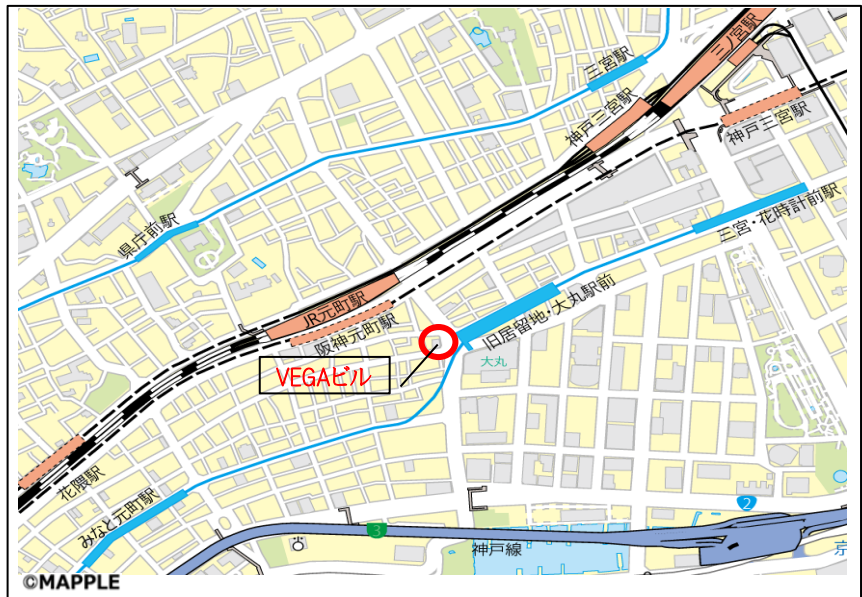 三ノ宮駅
三宮駅
神戸三宮駅
神戸三宮駅
三宮・花時計前駅
県庁前駅
JR元町駅
阪神元町駅
旧居留地・大丸駅前
大丸
VEGAビル
花隈駅
みなと元町駅
2
3
神戸線
京
©MAPPLE